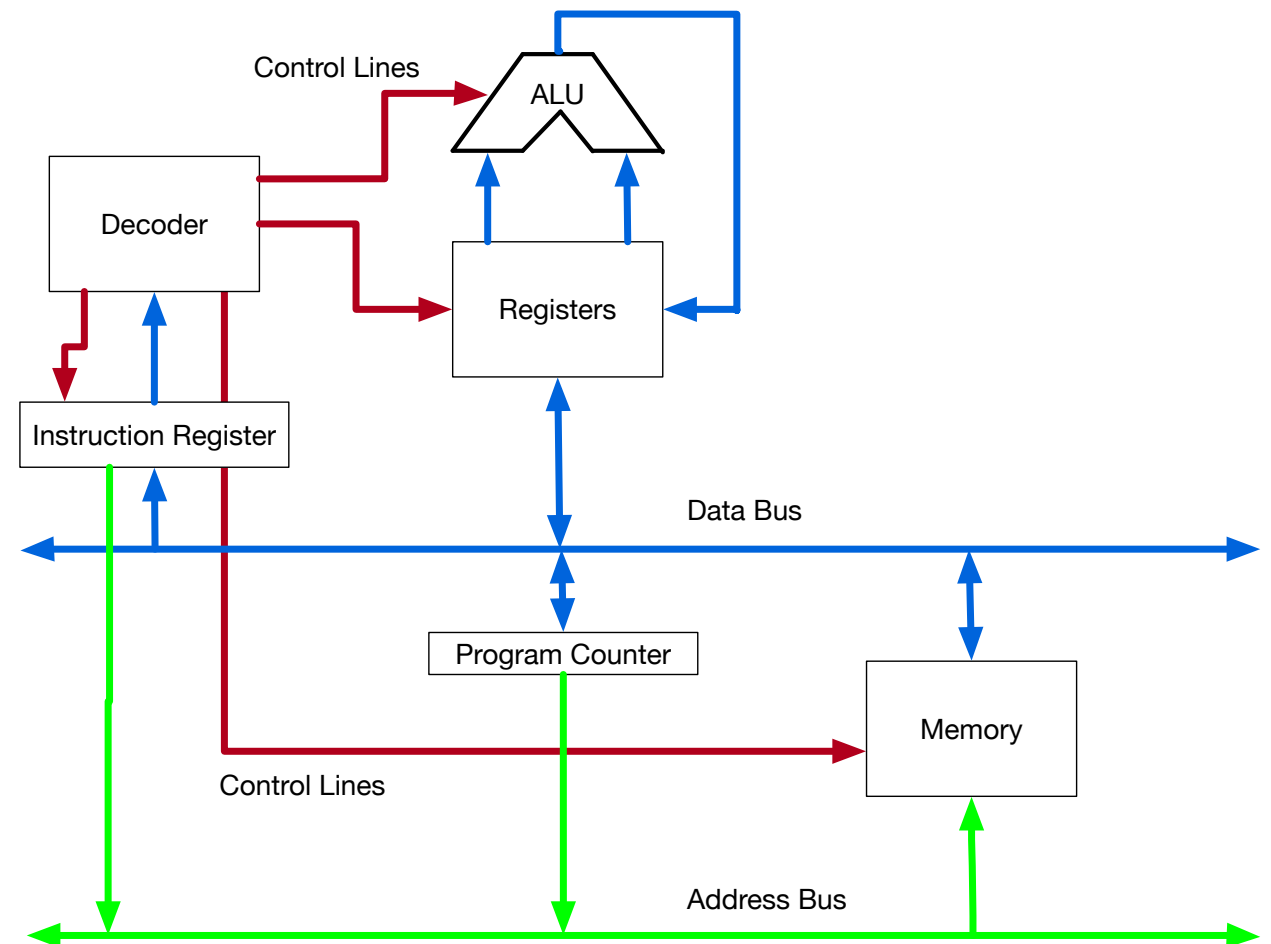 Control Lines
ALU
Decoder
Registers
Instruction Register
Data Bus
Program Counter
Memory
Control Lines
Address Bus